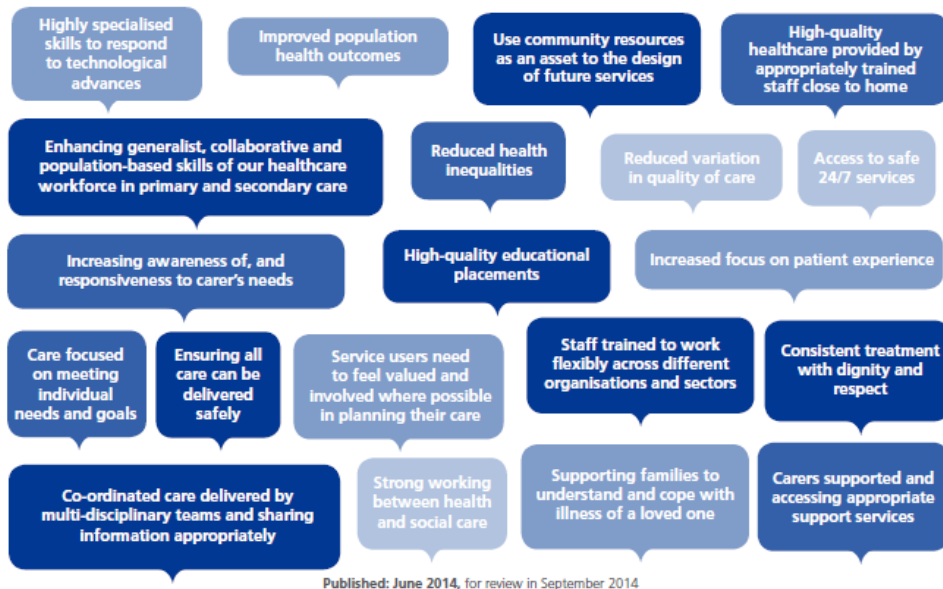 Highly specialised
skills to respond
to technological
advances
Improved population
health outcomes
Use community resources
as an asset to the design
of future services
High-quality
healthcare provided by
appropriately trained
staff close to home
Enhancing generalist, collaborative and
population-based skills of our healthcare
workforce in primary and secondary care
Reduced health
inequalities
Reduced variation
in quality of care
Access to safe
24/7 services
Increasing awareness of, and
responsiveness to carer's needs
High-quality educational
placements
Increased focus on patient experience
Care focused
on meeting
individual
needs and goals
Ensuring all
care can be
delivered
safely
Service users need
to feel valued and
involved where possible
in planning their care
Staff trained to work
flexibly across different
organisations and sectors
Consistent treatment
with dignity and
respect
Co-ordinated care delivered by
multi-disciplinary teams and sharing
information appropriately
Strong working
between health
and social care
Supporting families to
understand and cope with
illness of a loved one
Carers supported and
accessing appropriate
support services
Published: June 2014, for review in September 2014